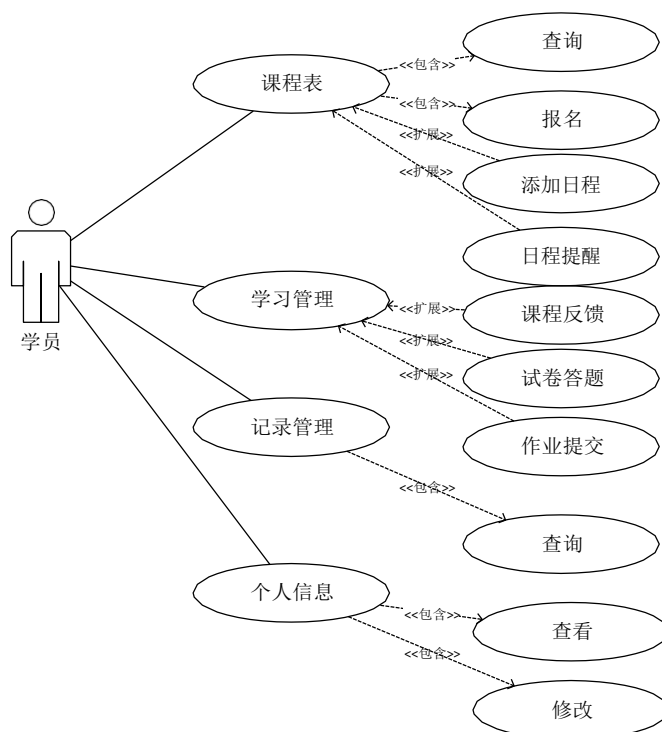 查询
<<包含>>
课程表
<<包含>>
报名
<<扩展>>
添加日程
<<扩展>>
日程提醒
学习管理
<<扩展>>
课程反馈
学员
<<扩展>>
试卷答题
<<扩展>>
记录管理
作业提交
<<包含>>
查询
个人信息
<<包含>>
查看
<<包含>>
修改